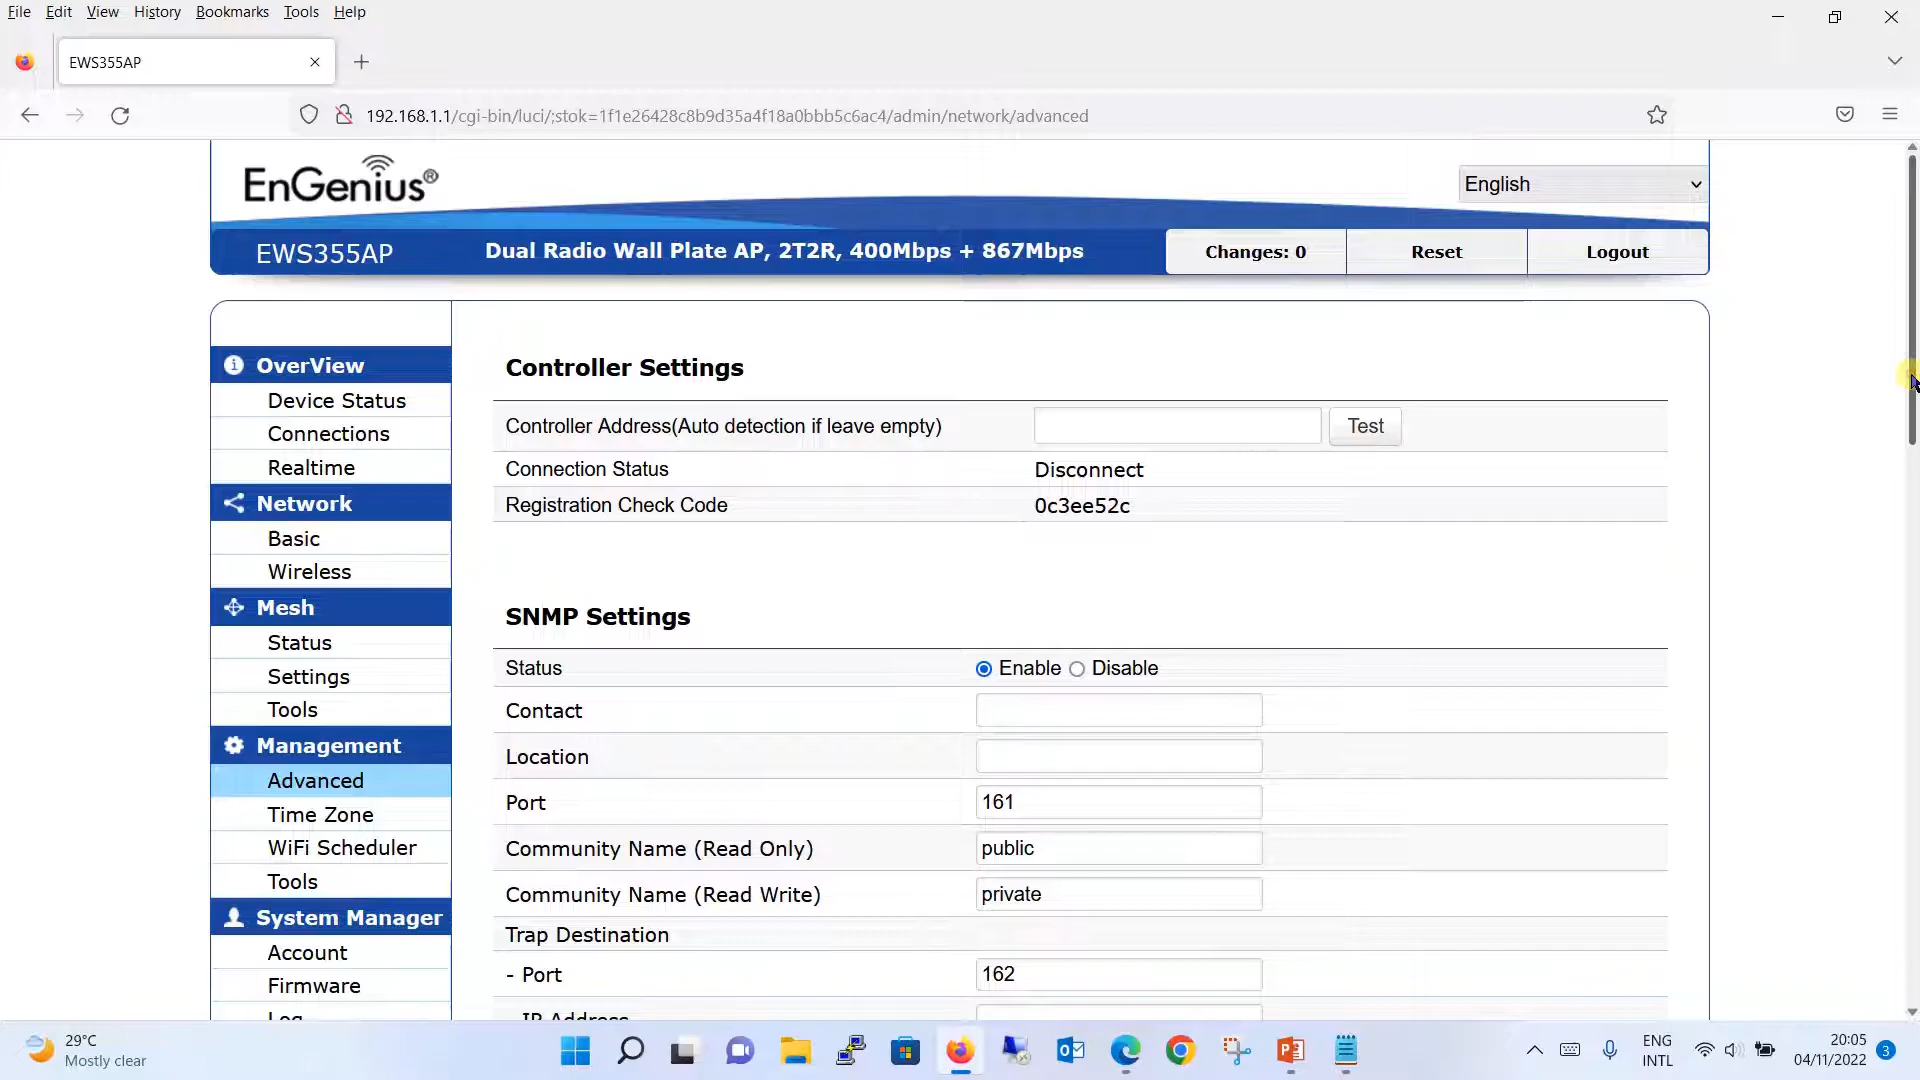 File Edit View History Bookmarks Tools Help
EWS355AP
192.168.1.1/cgi-bin/luci/;stok=1f1e26428c8b9d35a4f18a0bbb5c6ac4/admin/network/advanced
EnGenius®
English
EWS355AP Dual Radio Wall Plate AP, 2T2R, 400Mbps + 867Mbps Changes: 0 Reset Logout
OverView
Device Status
Connections
Realtime
Network
Basic
Wireless
Mesh
Status
Settings
Tools
Management
Advanced
Time Zone
WiFi Scheduler
Tools
System Manager
Account
Firmware
Log
Controller Settings
Controller Address(Auto detection if leave empty) Test
Connection Status Disconnect
Registration Check Code 0c3ee52c
SNMP Settings
Status Enable Disable
Contact
Location
Port 161
Community Name (Read Only) public
Community Name (Read Write) private
Trap Destination
- Port 162
IP Address
29°C
Mostly clear
ENG
INTL
20:05
04/11/2022
3